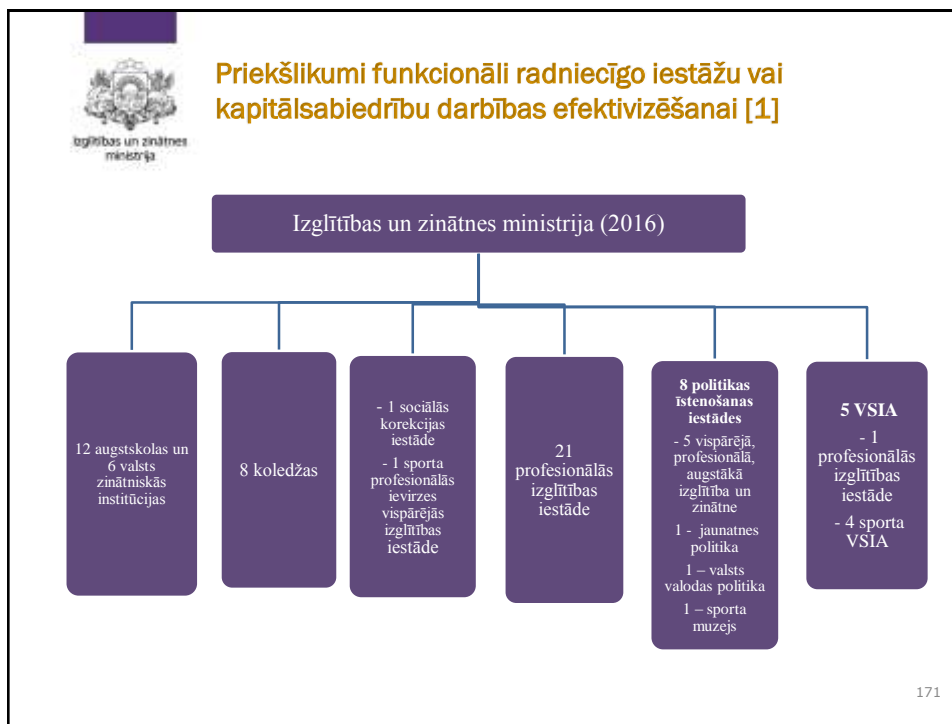 Izglītības un zinātnes
ministrija
Priekšlikumi funkcionāli radniecīgo iestāžu vai
kapitālsabiedrību darbības efektivizēšanai [1]
Izglītības un zinātnes ministrija (2016)
12 augstskolas un
6 valsts
zinātniskās
institūcijas
8 koledžas
- 1 sociālās
korekcijas
iestāde
- 1 sporta
profesionālās
ievirzes
vispārējās
izglītības
iestāde
21
profesionālās
izglītības
iestāde
8 politikas
īstenošanas
iestādes
- 5 vispārējā,
profesionālā,
augstākā
izglītība un
zinātne
1 - jaunatnes
politika
1 – valsts
valodas politika
1 – sporta
muzejs
5 VSIA
- 1
profesionālās
izglītības
iestāde
- 4 sporta
VSIA
171